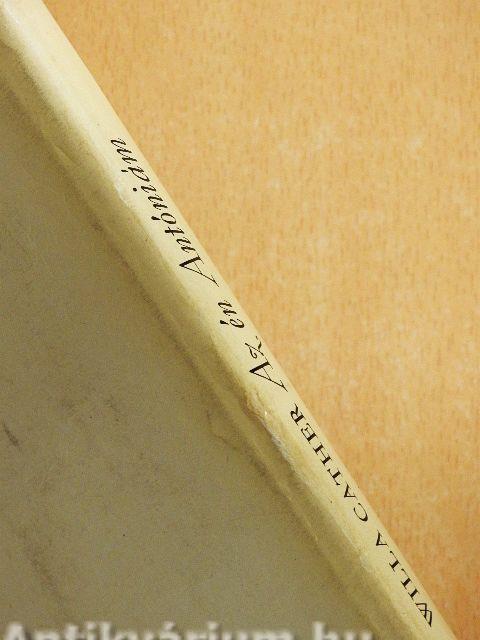 WILLA CATHER Az én Antóniám
Antikvárium.hu